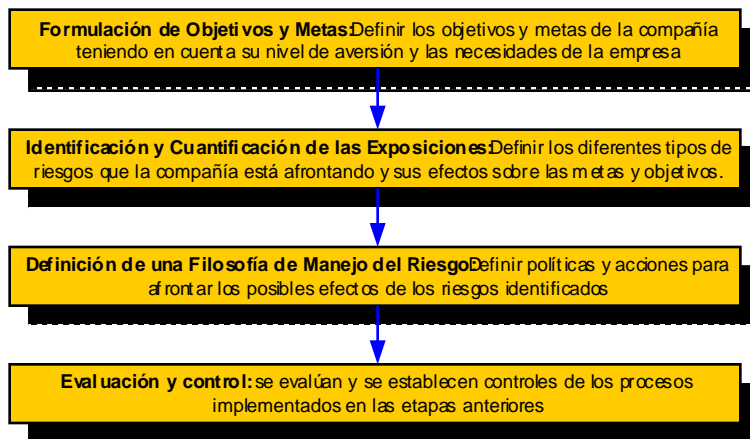 Formulación de Objetivos y Metas:Definir los objetivos y metas de la compañía
teniendo en cuenta su nivel de aversión y las necesidades de la empresa
Identificación y Cuantificación de las Exposiciones:Definir los diferentes tipos de
riesgos que la compañía está afrontando y sus efectos sobre las metas y objetivos.
Definición de una Filosofía de Manejo del Riesgo:Definir políticas y acciones para
afrontar los posibles efectos de los riesgos identificados
Evaluación y control: se evalúan y se establecen controles de los procesos
implementados en las etapas anteriores